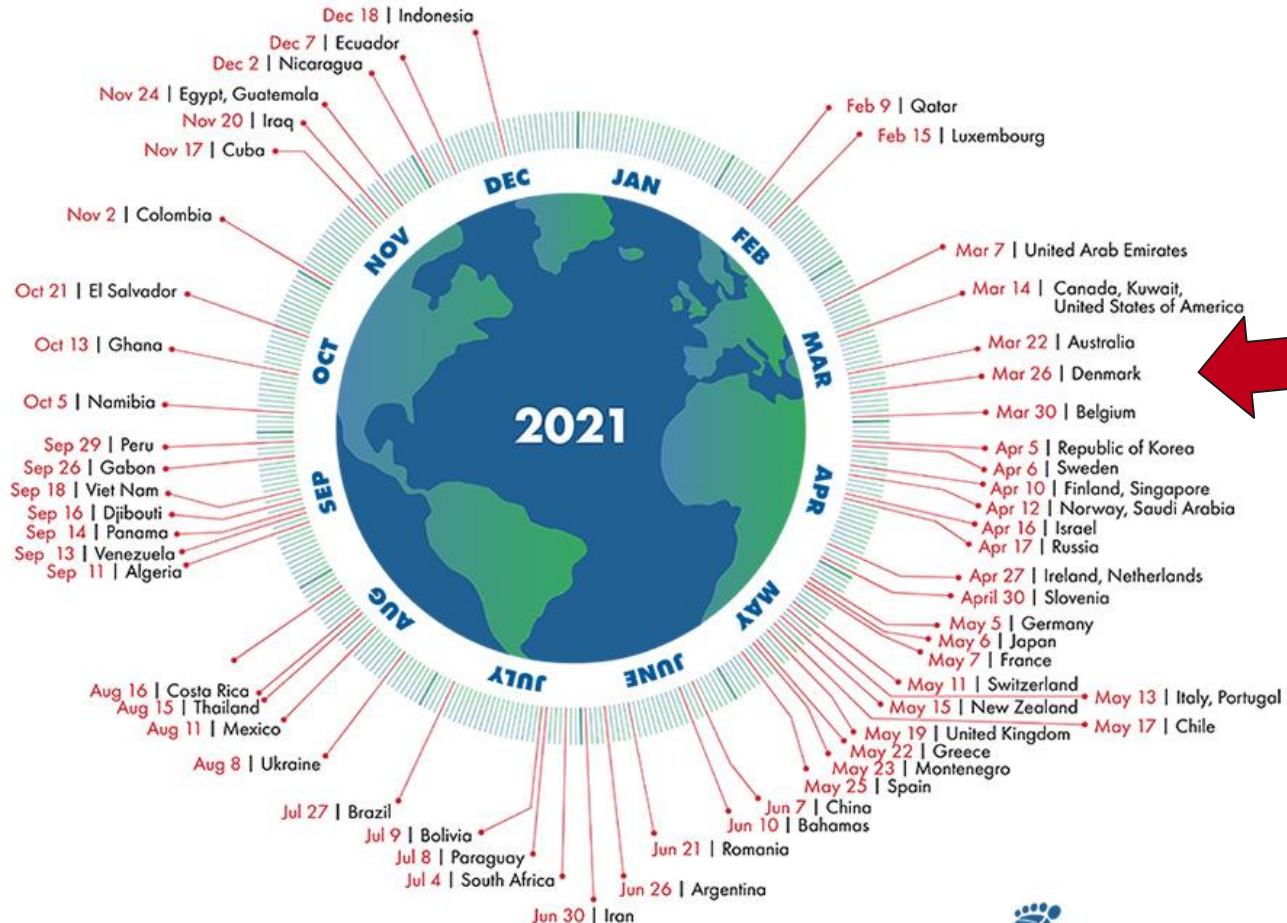 Dec 18 | Indonesia
Dec 7 | Ecuador
Dec 2 | Nicaragua
Nov 24 | Egypt, Guatemala
Nov 20 | Iraq
Nov 17 | Cuba
Nov 2 | Colombia
Oct 21 | El Salvador
Oct 13 | Ghana
Oct 5 | Namibia
Sep 29 | Peru
Sep 26 | Gabon
Sep 18 | Viet Nam
Sep 16 | Djibouti
Sep 14 | Panama
Sep 13 | Venezuela
Sep 11 | Algeria
Aug 16 | Costa Rica
Aug 15 | Thailand
Aug 11 | Mexico
Aug 8 | Ukraine
Jul 27 | Brazil
Jul 9 | Bolivia
Jul 8 | Paraguay
Jul 4 | South Africa
Jun 30 | Iran
Feb 9 | Qatar
Feb 15 | Luxembourg
Mar 7 | United Arab Emirates
Mar 14 | Canada, Kuwait,
United States of America
Mar 22 | Australia
Mar 26 | Denmark
Mar 30 | Belgium
Apr 5 | Republic of Korea
Apr 6 | Sweden
Apr 10 | Finland, Singapore
Apr 12 | Norway, Saudi Arabia
Apr 16 | Israel
Apr 17 | Russia
Apr 27 | Ireland, Netherlands
April 30 | Slovenia
May 5 | Germany
May 6 | Japan
May 7 | France
May 11 | Switzerland
May 13 | Italy, Portugal
May 15 | New Zealand
May 17 | Chile
May 19 | United Kingdom
May 22 | Greece
May 23 | Montenegro
May 25 | Spain
Jun 7 | China
Jun 10 | Bahamas
Jun 21 | Romania
Jun 26 | Argentina
JAN
FEB
MAR
APR
MAY
JUNE
JULY
AUG
SEP
OCT
NOV
DEC
2021